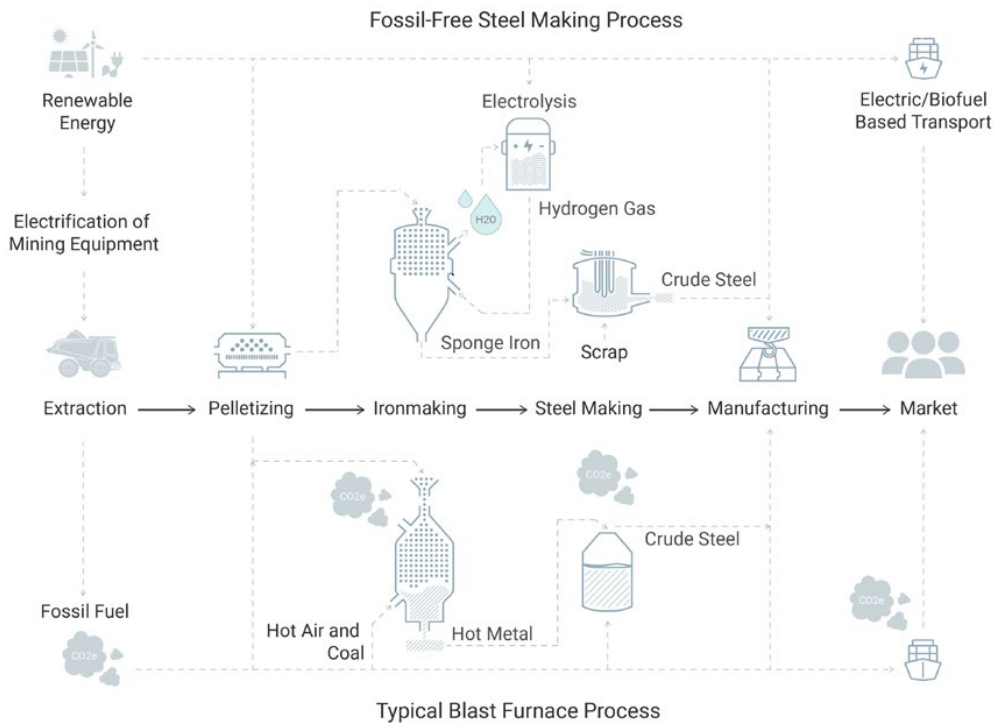 Fossil-Free Steel Making Process
Renewable
Energy
Electrolysis
Electric/Biofuel
Based Transport
H2O
Hydrogen Gas
Electrification of
Mining Equipment
Crude Steel
Sponge Iron
Scrap
Extraction
Pelletizing
Ironmaking
Steel Making
Manufacturing
Market
CO2e
CO2e
Crude Steel
Fossil Fuel
CO2e
Hot Air and
Coal
Hot Metal
CO2e
Typical Blast Furnace Process